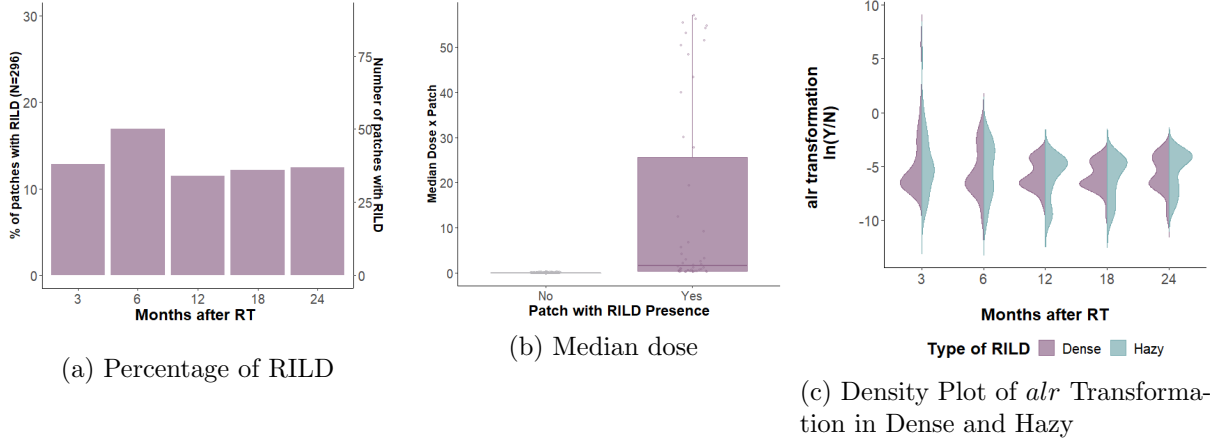 % of patches with RILD (N=296)
30
20
10
0
75
50
25
0
Number of patches with
RILD
3 6 12 18 24
Months after RT
(a) Percentage of RILD
Median Dose x Patch
50
40
30
20
10
0
No Yes
Patch with RILD Presence
(b) Median dose
alr transformation
ln(Y/N)
10
5
0
-5
-10
3 6 12 18 24
Months after RT
Type of RILD Dense Hazy
(c) Density Plot of alr Transforma-
tion in Dense and Hazy